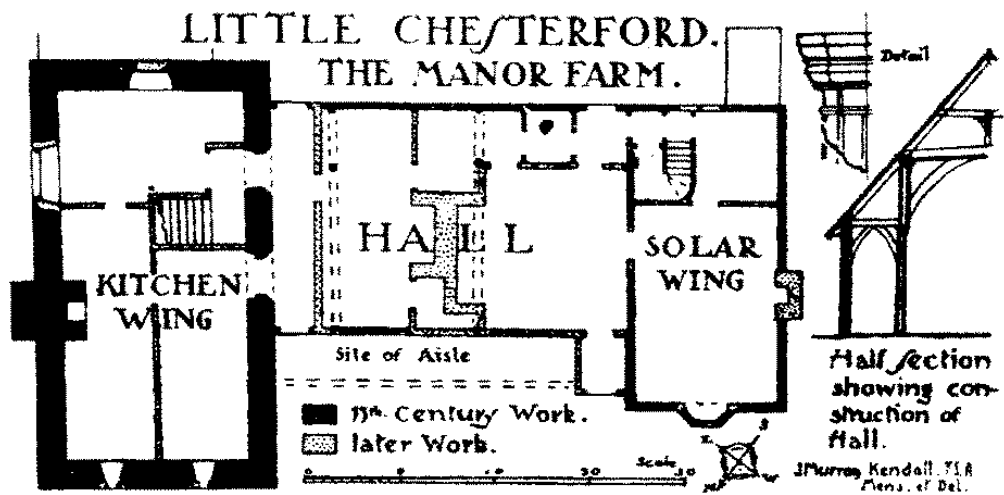 LITTLE CHESTERFORD.
THE MANOR FARM.
Detail
HALL
KITCHEN
WING
SOLAR
WING
Site of Aisle
13th Century Work.
later Work.
Scale
0
Half section
showing con-
struction of
Hall.
J Murray Kendall. F.S.A
Mens. et Del.